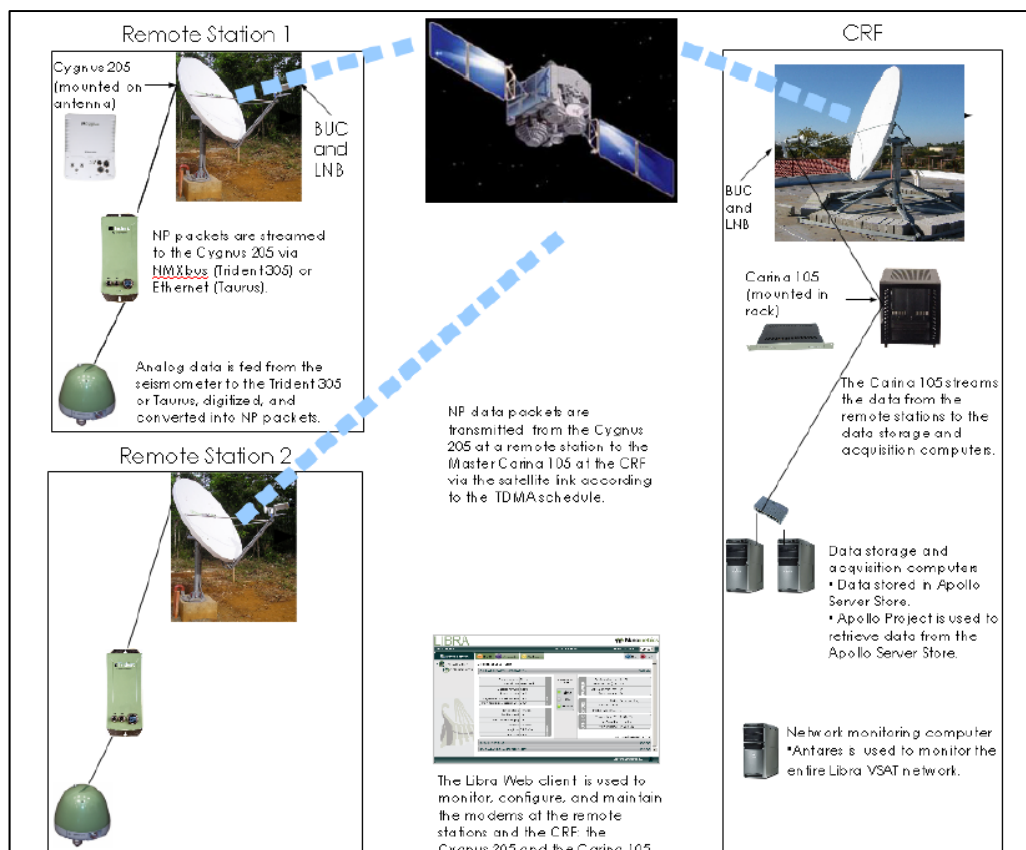 Remote Station 1
Cygnus 205
(mounted on
antenna)
BUC
and
LNB
NP packets are streamed
to the Cygnus 205 via
NMXbus (Trident305) or
Ethernet (Taurus).
Analog data is fed from the
seismometer to the Trident 305
or Taurus, digitized, and
converted into NP packets.
Remote Station 2
NP data packets are
transmitted from the Cygnus
205 at a remote station to the
Master Carina 105 at the CRF
via the satellite link according
to the TDMA schedule.
LIBRA
The Libra Web client is used to
monitor, configure, and maintain
the modems at the remote
stations and the CRF: the
Cygnus 205 and the Carina 105
CRF
BUC
and
LNB
Carina 105
(mounted in
rack)
The Carina 105 streams
the data from the
remote stations to the
data storage and
acquisition computers.
Data storage and
acquisition computers
• Data stored in Apollo
Server Store.
• Apollo Project is used to
retrieve data from the
Apollo Server Store.
Network monitoring computer
•Antares is used to monitor the
entire Libra VSAT network.